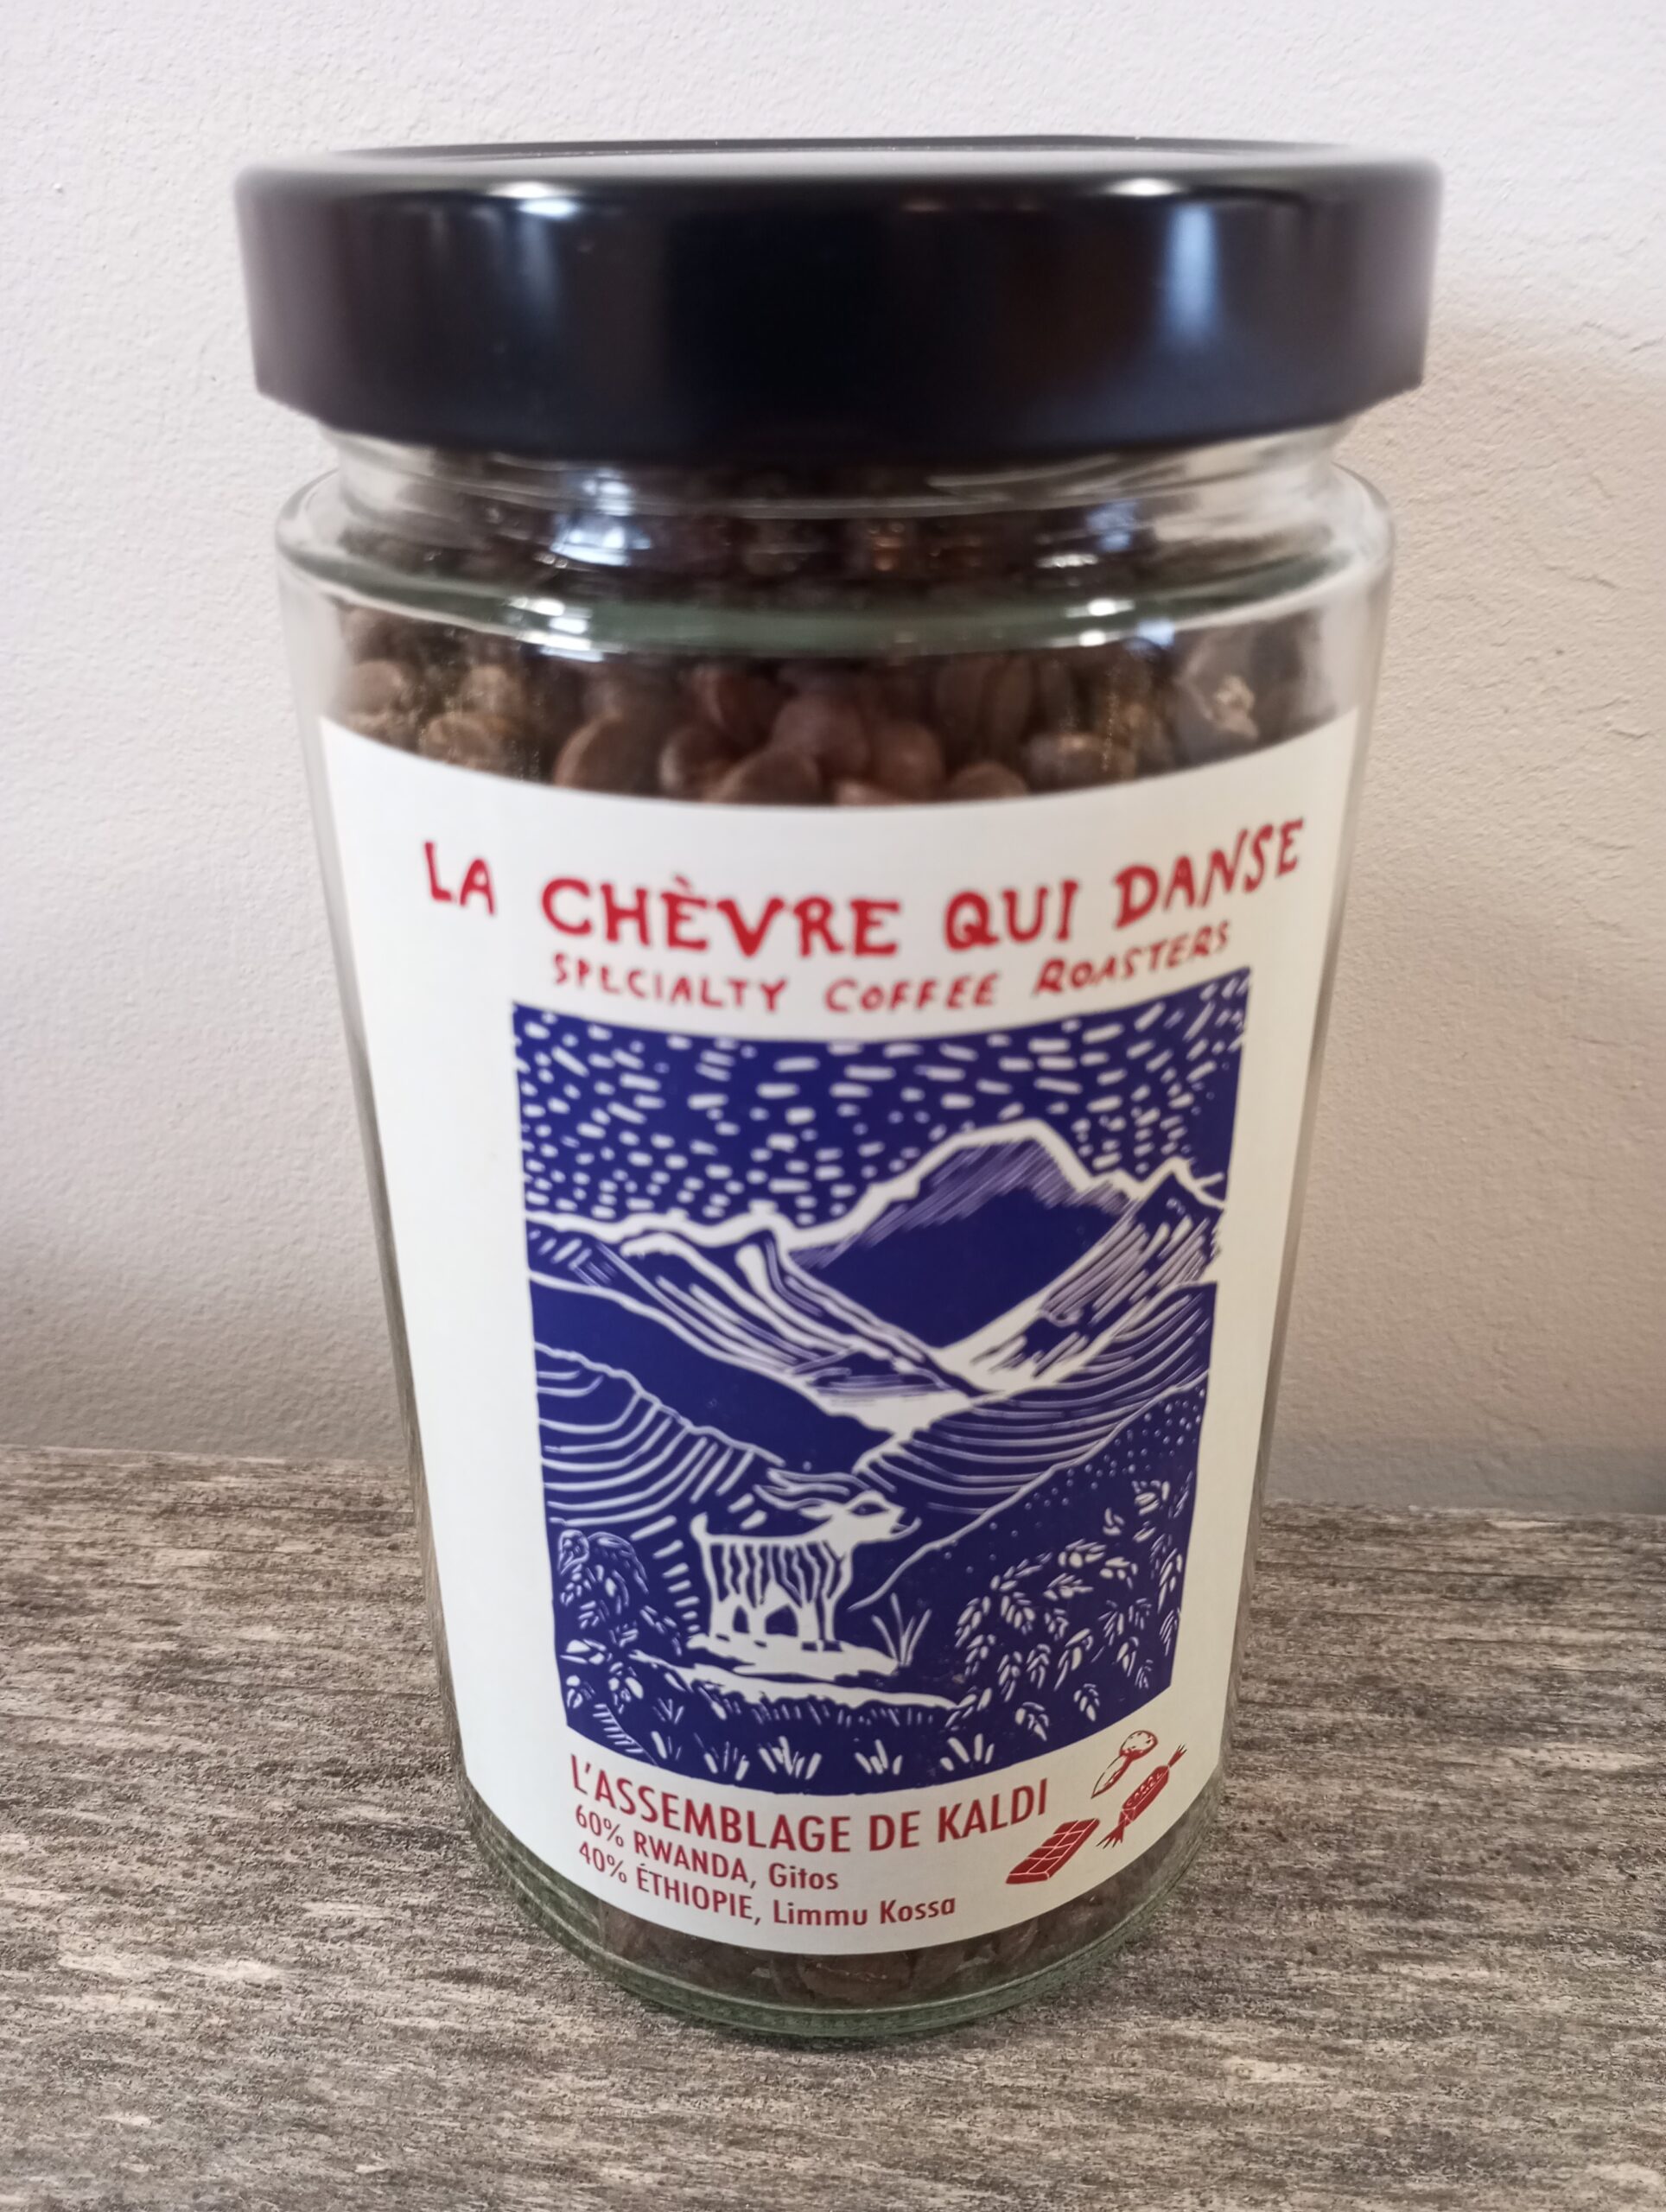 LA CHÈVRE QUI DANSE
SPECIALTY COFFEE ROASTERS
L'ASSEMBLAGE DE KALDI
60% RWANDA, Gitos
40% ÉTHIOPIE, Limmu Kossa